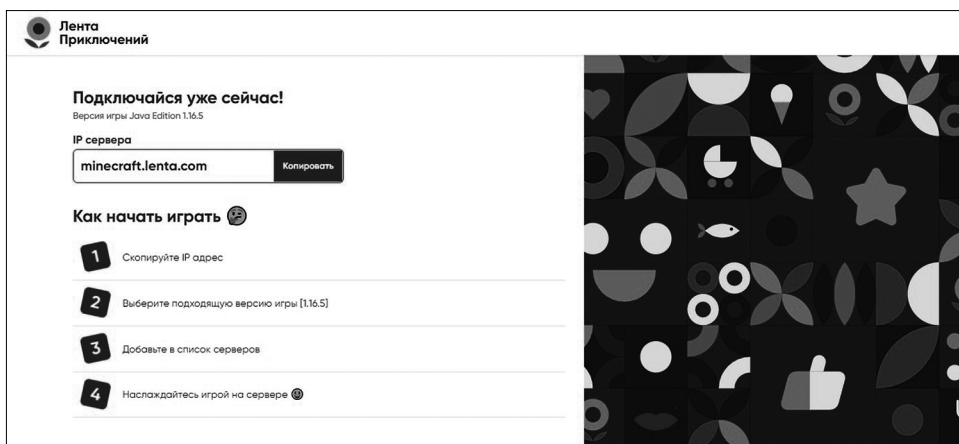 Лента
Приключений
Подключайся уже сейчас!
Версия игры Java Edition 1.16.5
IP сервера
minecraft.lenta.com
Копировать
Как начать играть
1
Скопируйте IP адрес
2
Выберите подходящую версию игры [1.16.5]
3
Добавьте в список серверов
4
Наслаждайтесь игрой на сервере